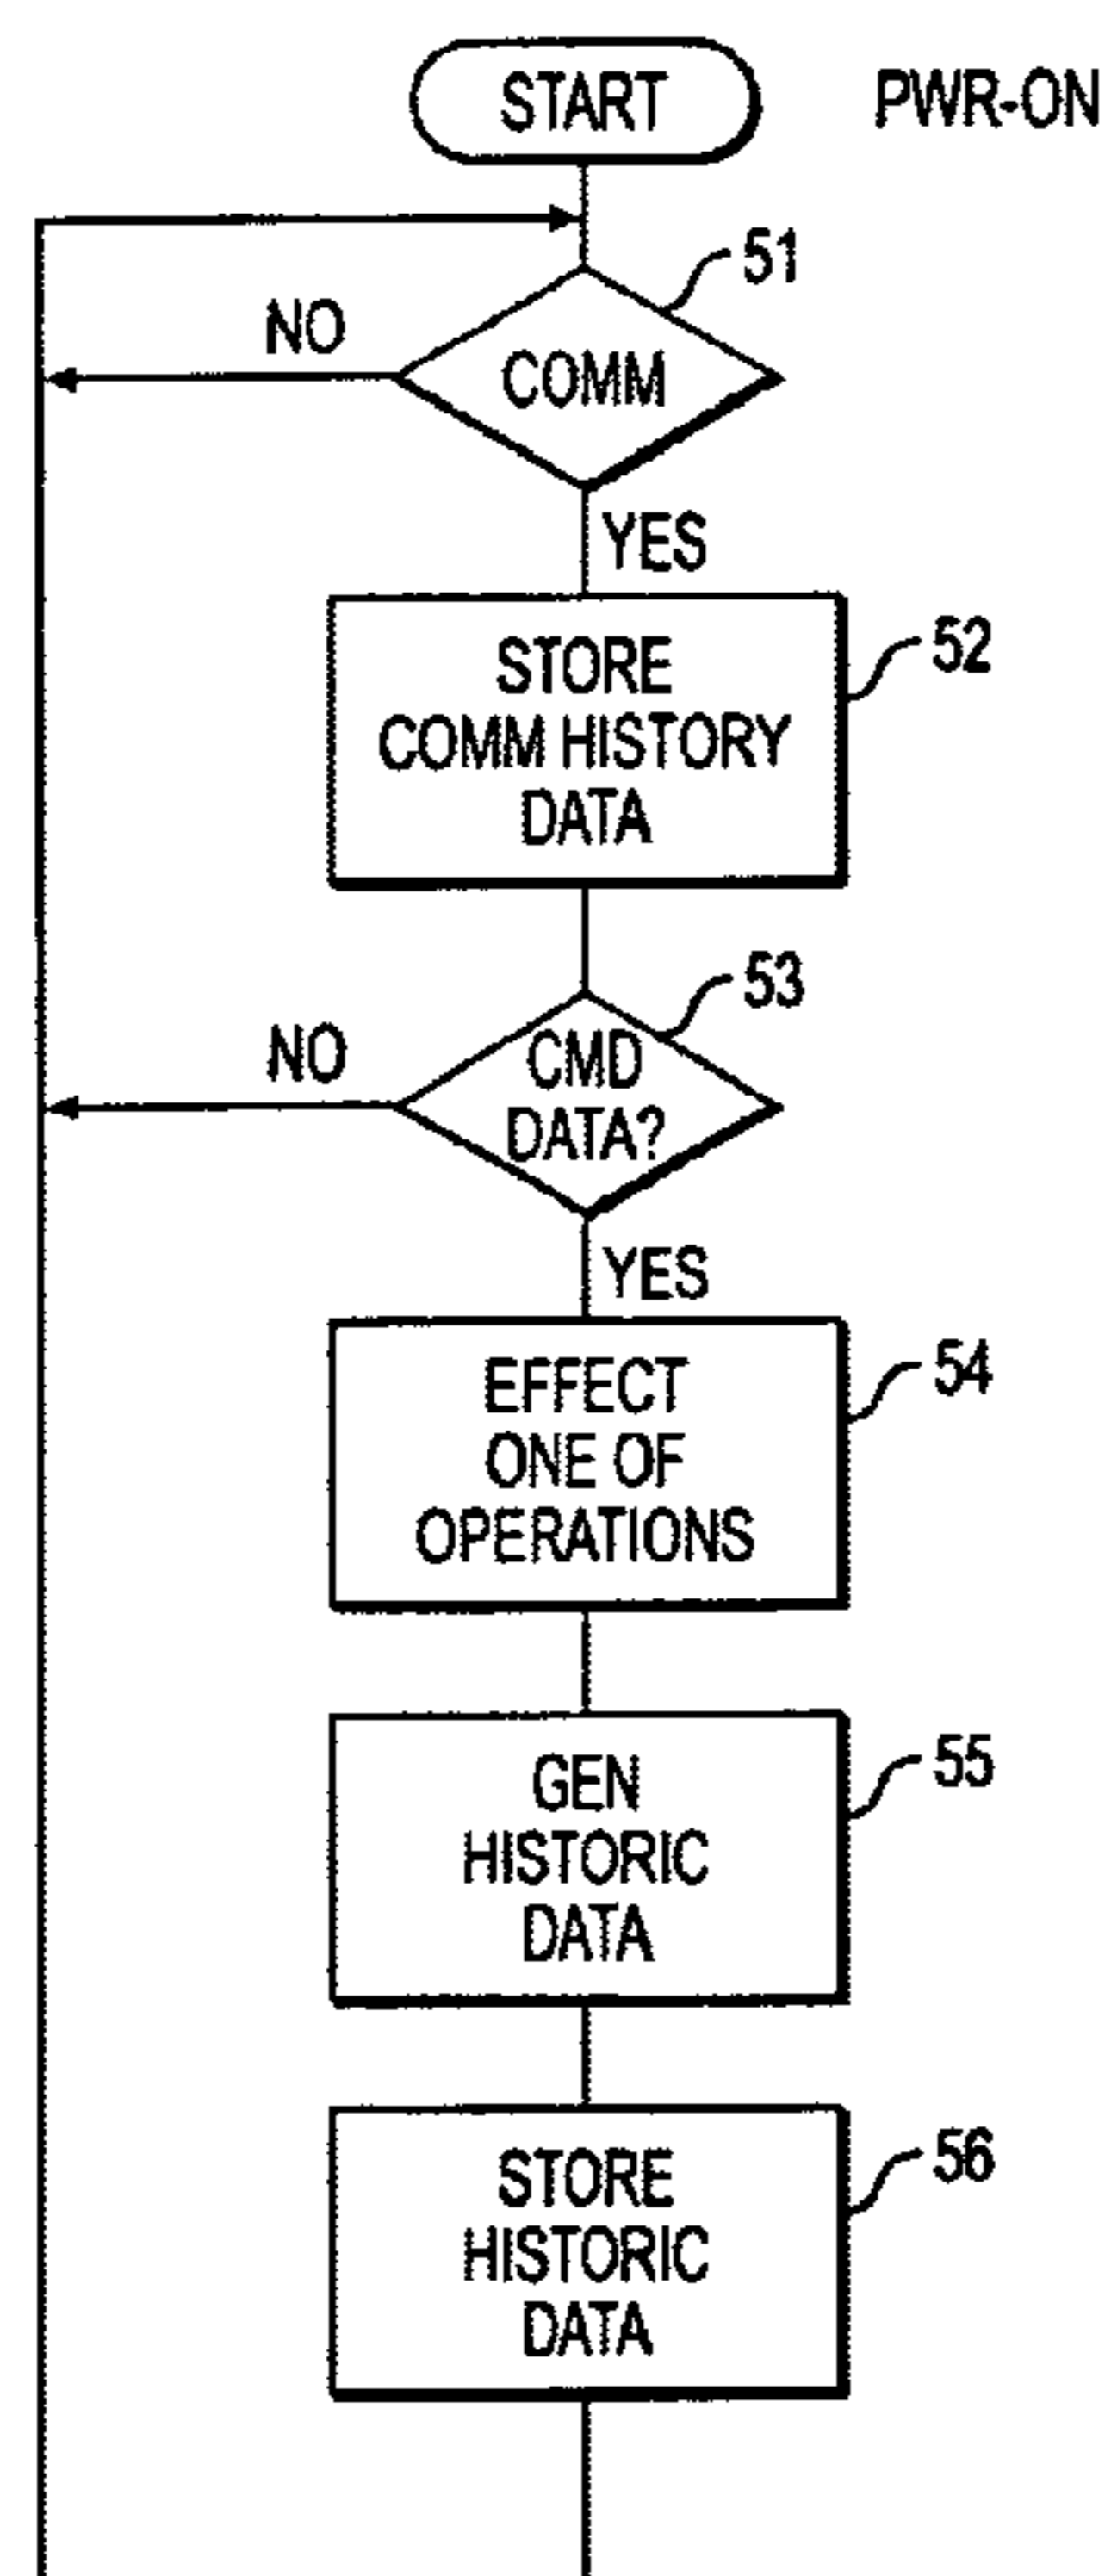 START
PWR-ON
51
NO
COMM
YES
52
STORE
COMM HISTORY
DATA
53
NO
CMD
DATA?
YES
54
EFFECT
ONE OF
OPERATIONS
55
GEN
HISTORIC
DATA
56
STORE
HISTORIC
DATA